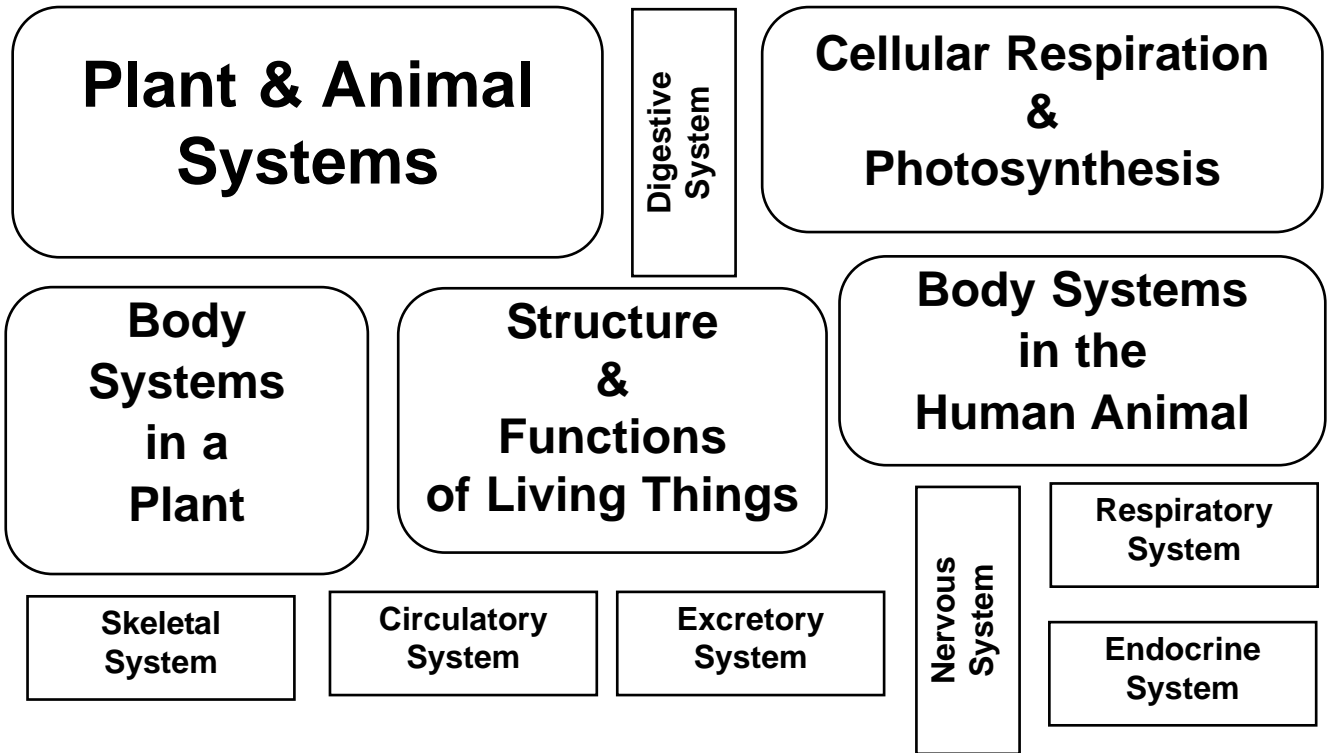 Plant & Animal
Systems
Digestive
System
Cellular Respiration
&
Photosynthesis
Body
Systems
in a
Plant
Structure
&
Functions
of Living Things
Body Systems
in the
Human Animal
Skeletal
System
Circulatory
System
Excretory
System
Nervous
System
Respiratory
System
Endocrine
System